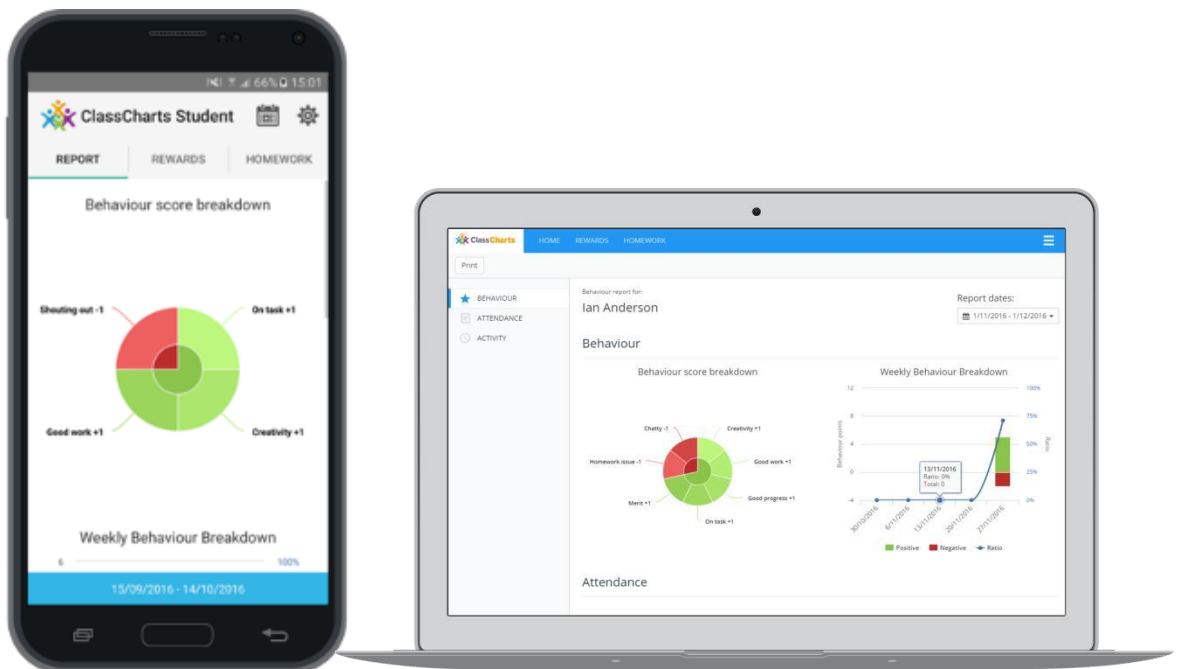 66% 15:01
ClassCharts Student
REPORT REWARDS HOMEWORK
Behaviour score breakdown
Shouting out -1
On task +1
Good work +1
Creativity +1
Weekly Behaviour Breakdown
6 100%
15/09/2016 - 14/10/2016
ClassCharts HOME REWARDS HOMEWORK
Print
BEHAVIOUR
ATTENDANCE
ACTIVITY
Behaviour report for:
Ian Anderson
Report dates:
1/11/2016 - 1/12/2016
Behaviour
Behaviour score breakdown
Chatty -1
Creativity +1
Homework issue -1
Good work +1
Merit +1
Good progress +1
On task +1
Weekly Behaviour Breakdown
12 100%
8 75%
4 50%
0 25%
-4 0%
Behaviour points
Ratio
13/11/2016
Ratio: 0%
Total: 0
30/10/2016
6/11/2016
13/11/2016
20/11/2016
27/11/2016
Positive Negative Ratio
Attendance